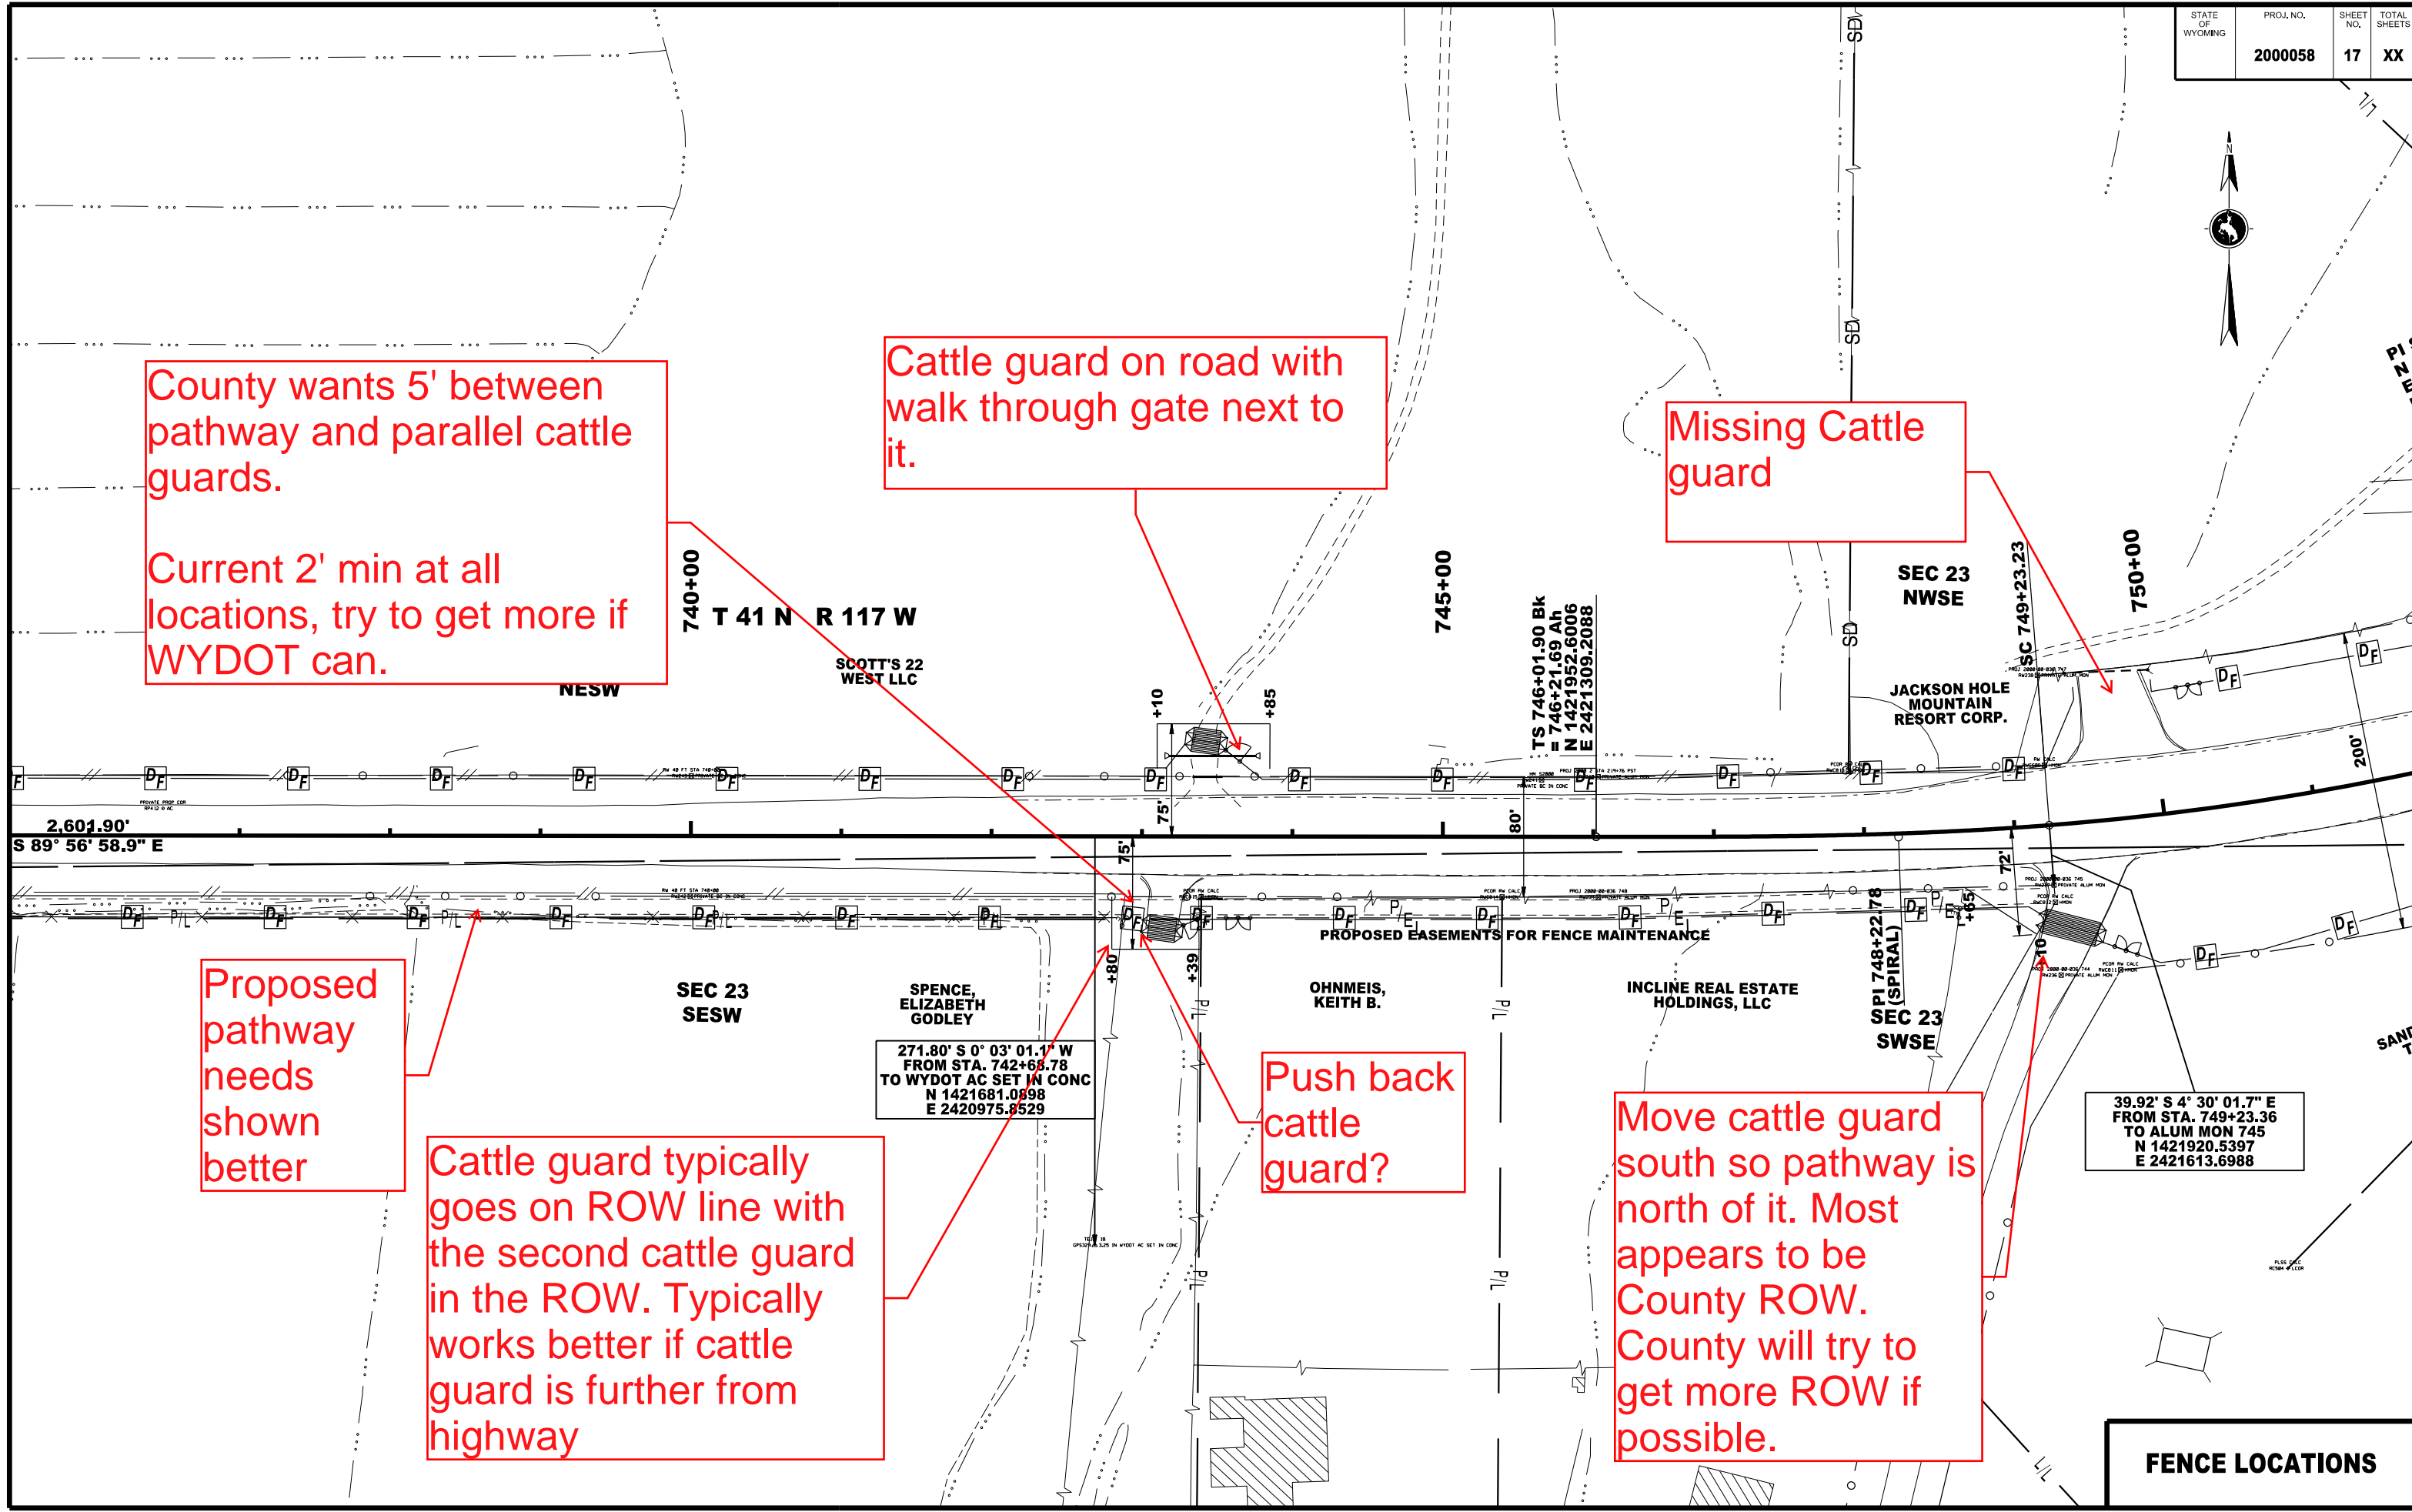 STATE OF WYOMING
PROJ. NO.
2000058
SHEET NO.
17
TOTAL SHEETS
XX
N
County wants 5' between
pathway and parallel cattle
guards.
Current 2' min at all
locations, try to get more if
WYDOT can.
Cattle guard on road with
walk through gate next to
it.
Missing Cattle
guard
SD
SD
SD
740+00
T 41 N R 117 W
745+00
TS 746+01.90 Bk
= 746+21.69 Ah
N 1421952.6006
E 2421309.2088
SEC 23
NWSE
SC 749+23.23
750+00
NESW
SCOTT'S 22
WEST LLC
+10
+85
JACKSON HOLE
MOUNTAIN
RESORT CORP.
200'
75'
80'
PRIVATE PROP COR
2,601.90'
S 89° 56' 58.9" E
75'
72'
P/L
P/L
P/L
PROPOSED EASEMENTS FOR FENCE MAINTENANCE
+80
+39
+65
10
PI 748+22.78
(SPIRAL)
SEC 23
SESW
SPENCE,
ELIZABETH
GODLEY
OHNMEIS,
KEITH B.
INCLINE REAL ESTATE
HOLDINGS, LLC
SEC 23
SWSE
Proposed
pathway
needs
shown
better
271.80' S 0° 03' 01.1" W
FROM STA. 742+68.78
TO WYDOT AC SET IN CONC
N 1421681.0898
E 2420975.8529
Push back
cattle
guard?
39.92' S 4° 30' 01.7" E
FROM STA. 749+23.36
TO ALUM MON 745
N 1421920.5397
E 2421613.6988
Cattle guard typically
goes on ROW line with
the second cattle guard
in the ROW. Typically
works better if cattle
guard is further from
highway
Move cattle guard
south so pathway is
north of it. Most
appears to be
County ROW.
County will try to
get more ROW if
possible.
P/L
P/L
P/L
P/L
FENCE LOCATIONS